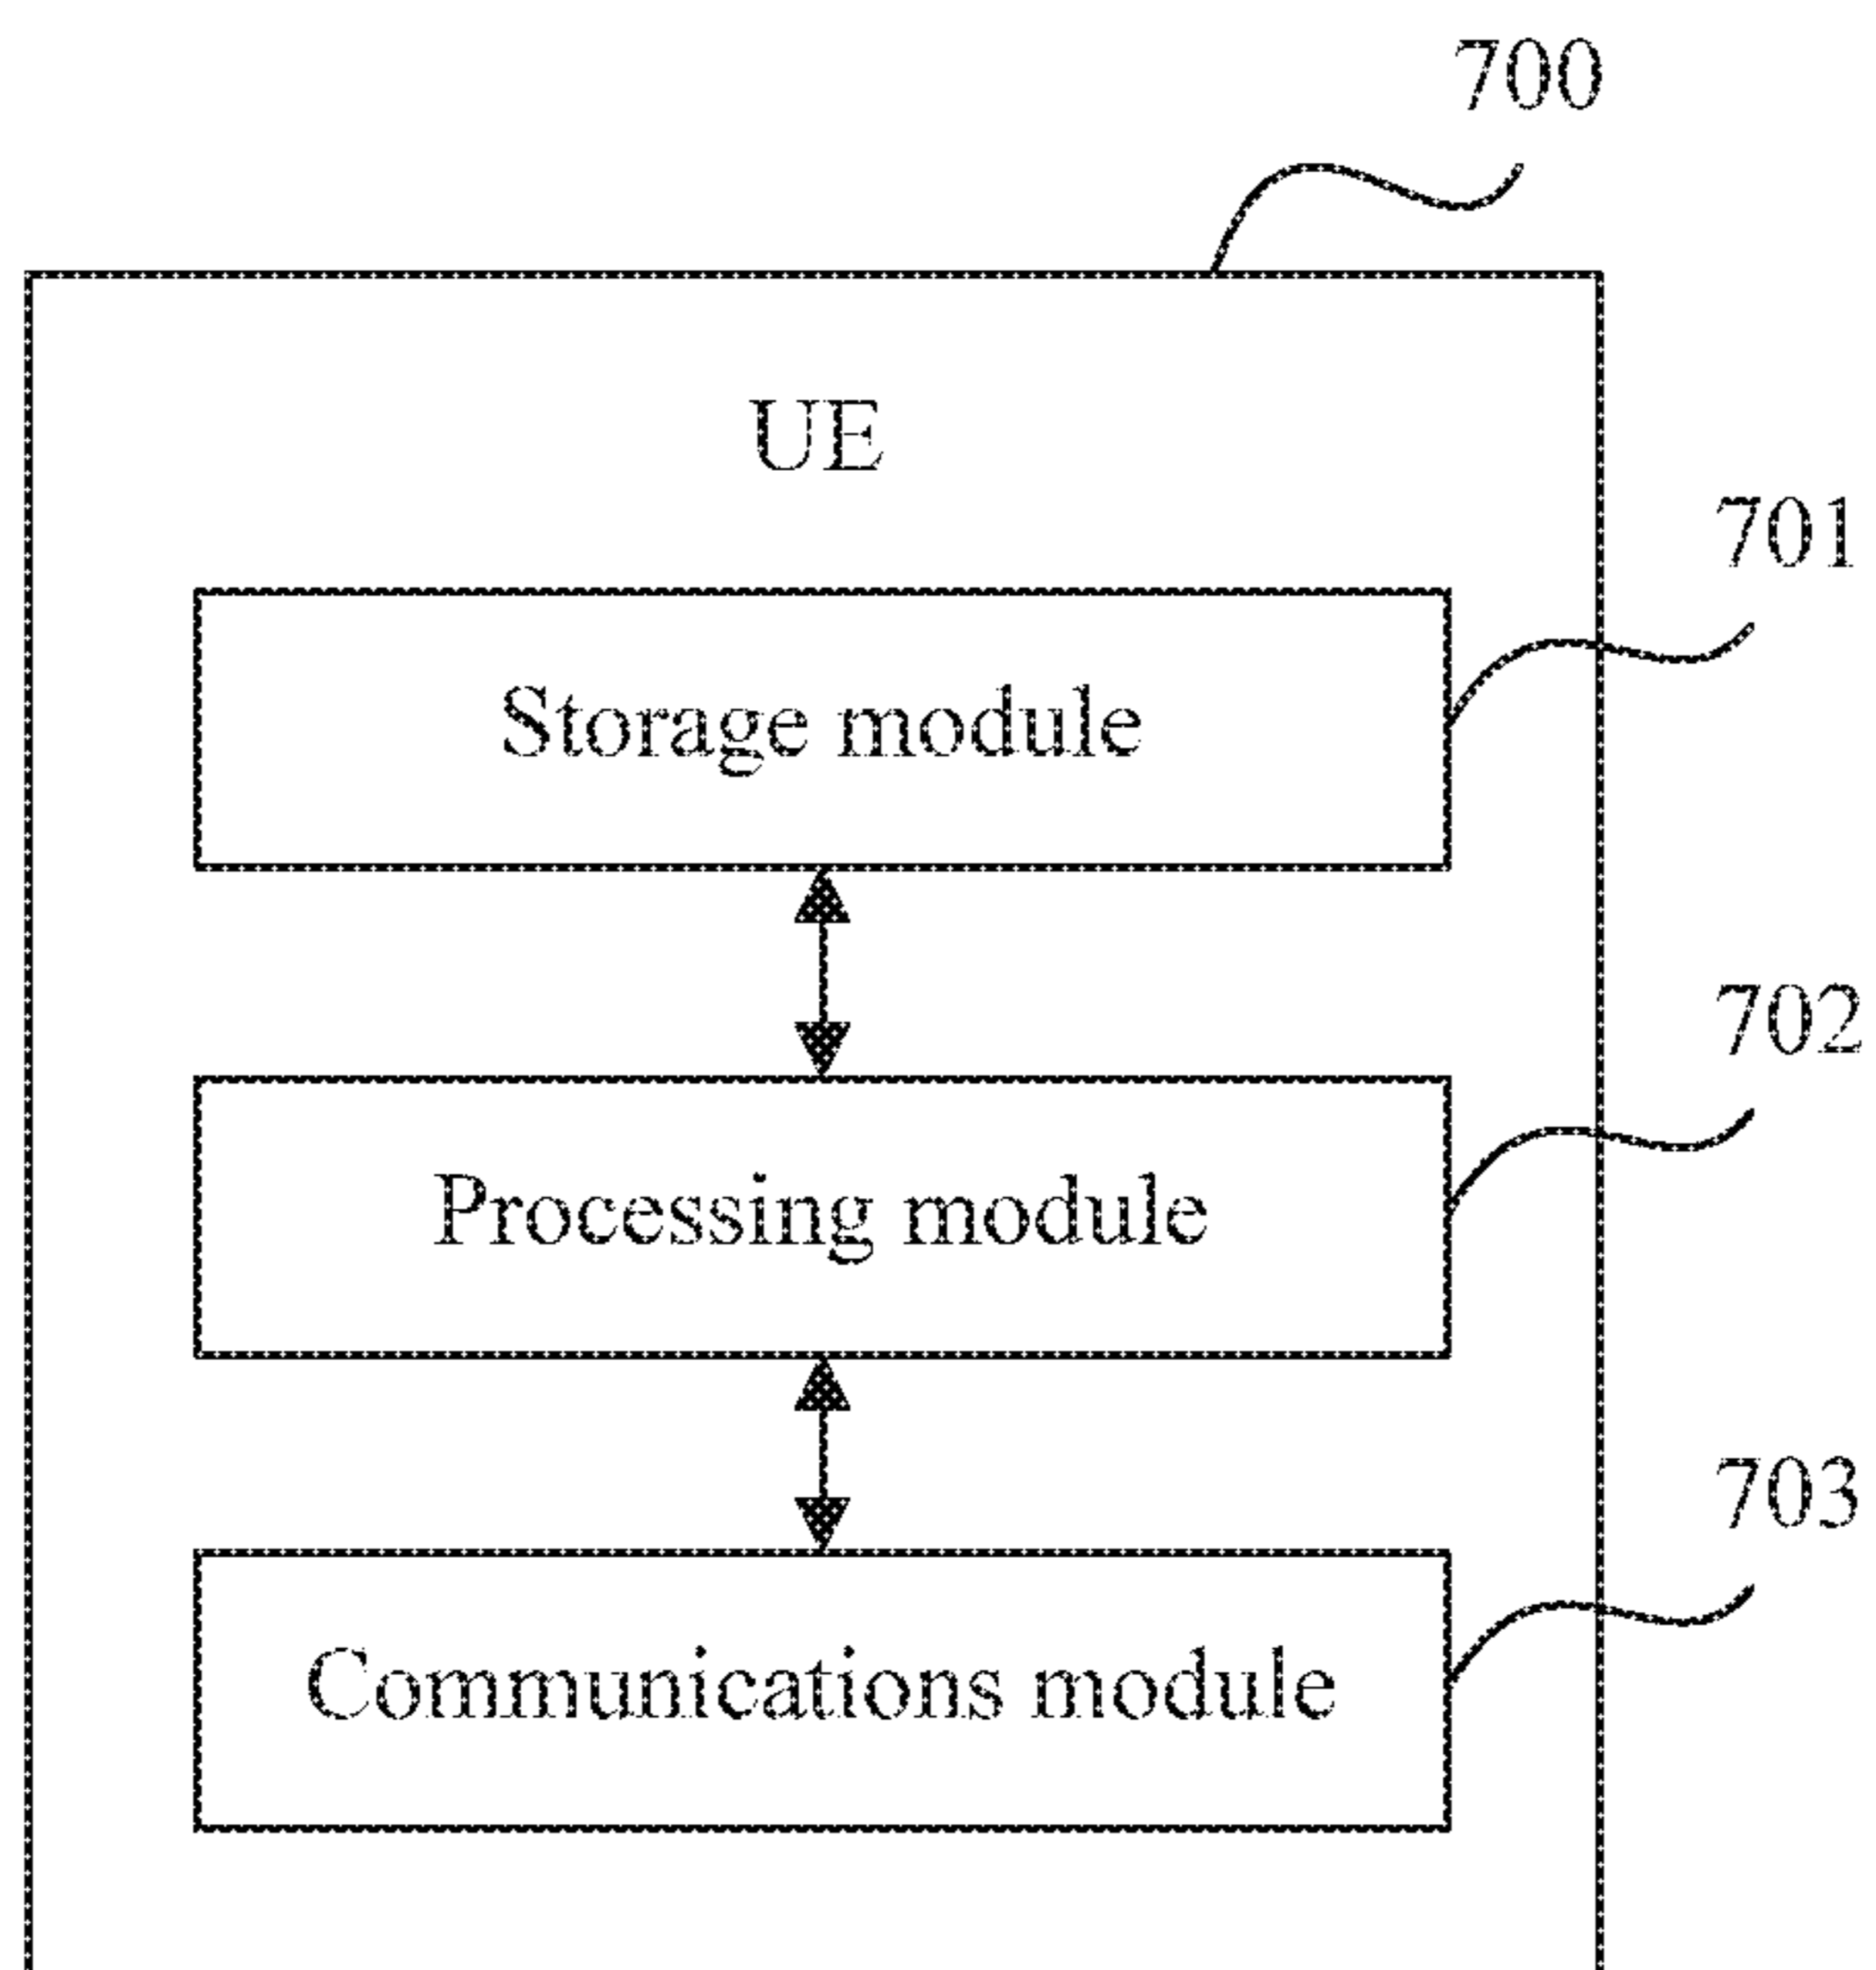 700
UE
701
Storage module
702
Processing module
703
Communications module